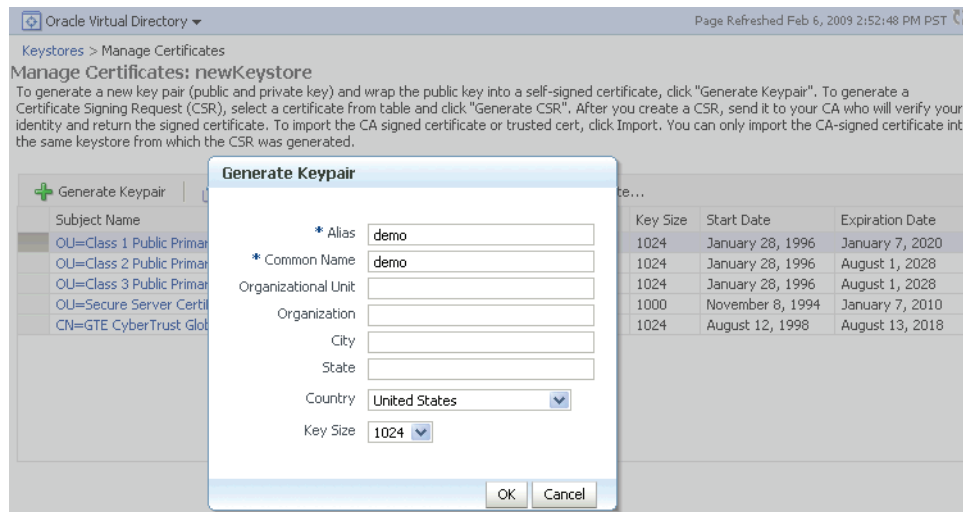 Oracle Virtual Directory
Page Refreshed Feb 6, 2009 2:52:48 PM PST
Keystores > Manage Certificates
Manage Certificates: newKeystore
To generate a new key pair (public and private key) and wrap the public key into a self-signed certificate, click "Generate Keypair". To generate a
Certificate Signing Request (CSR), select a certificate from table and click "Generate CSR". After you create a CSR, send it to your CA who will verify your
identity and return the signed certificate. To import the CA signed certificate or trusted cert, click Import. You can only import the CA-signed certificate int
the same keystore from which the CSR was generated.
Generate Keypair
te...
Subject Name Key Size Start Date Expiration Date
OU=Class 1 Public Primar 1024 January 28, 1996 January 7, 2020
OU=Class 2 Public Primar 1024 January 28, 1996 August 1, 2028
OU=Class 3 Public Primar 1024 January 28, 1996 August 1, 2028
OU=Secure Server Certif 1000 November 8, 1994 January 7, 2010
CN=GTE CyberTrust Glob 1024 August 12, 1998 August 13, 2018
Generate Keypair
* Alias demo
* Common Name demo
Organizational Unit
Organization
City
State
Country United States
Key Size 1024
OK Cancel